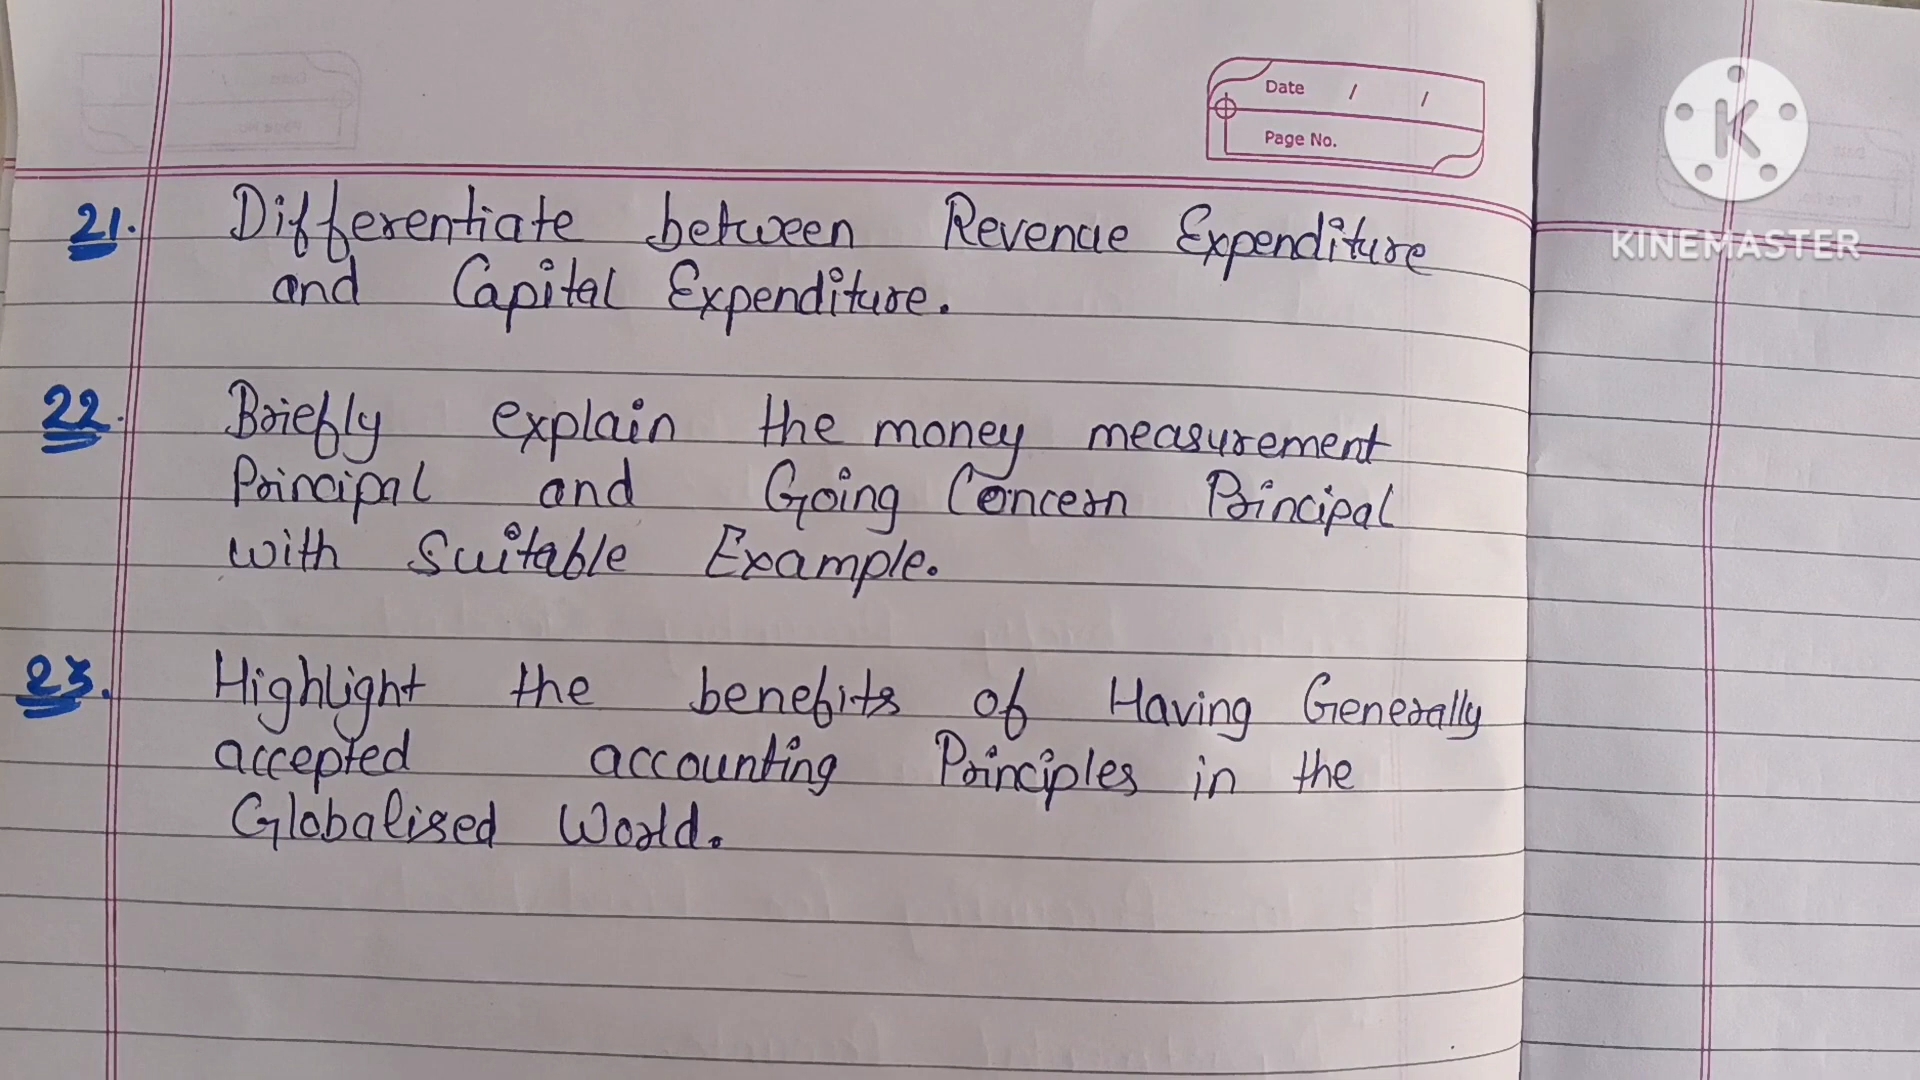 Date / /
Page No.
K
KINEMASTER
21. Differentiate between Revenue Expenditure
and Capital Expenditure.
22. Briefly explain the money measurement
Principal and Going Concern Principal
with Suitable Example.
23. Highlight the benefits of Having Generally
accepted accounting Principles in the
Globalised World.